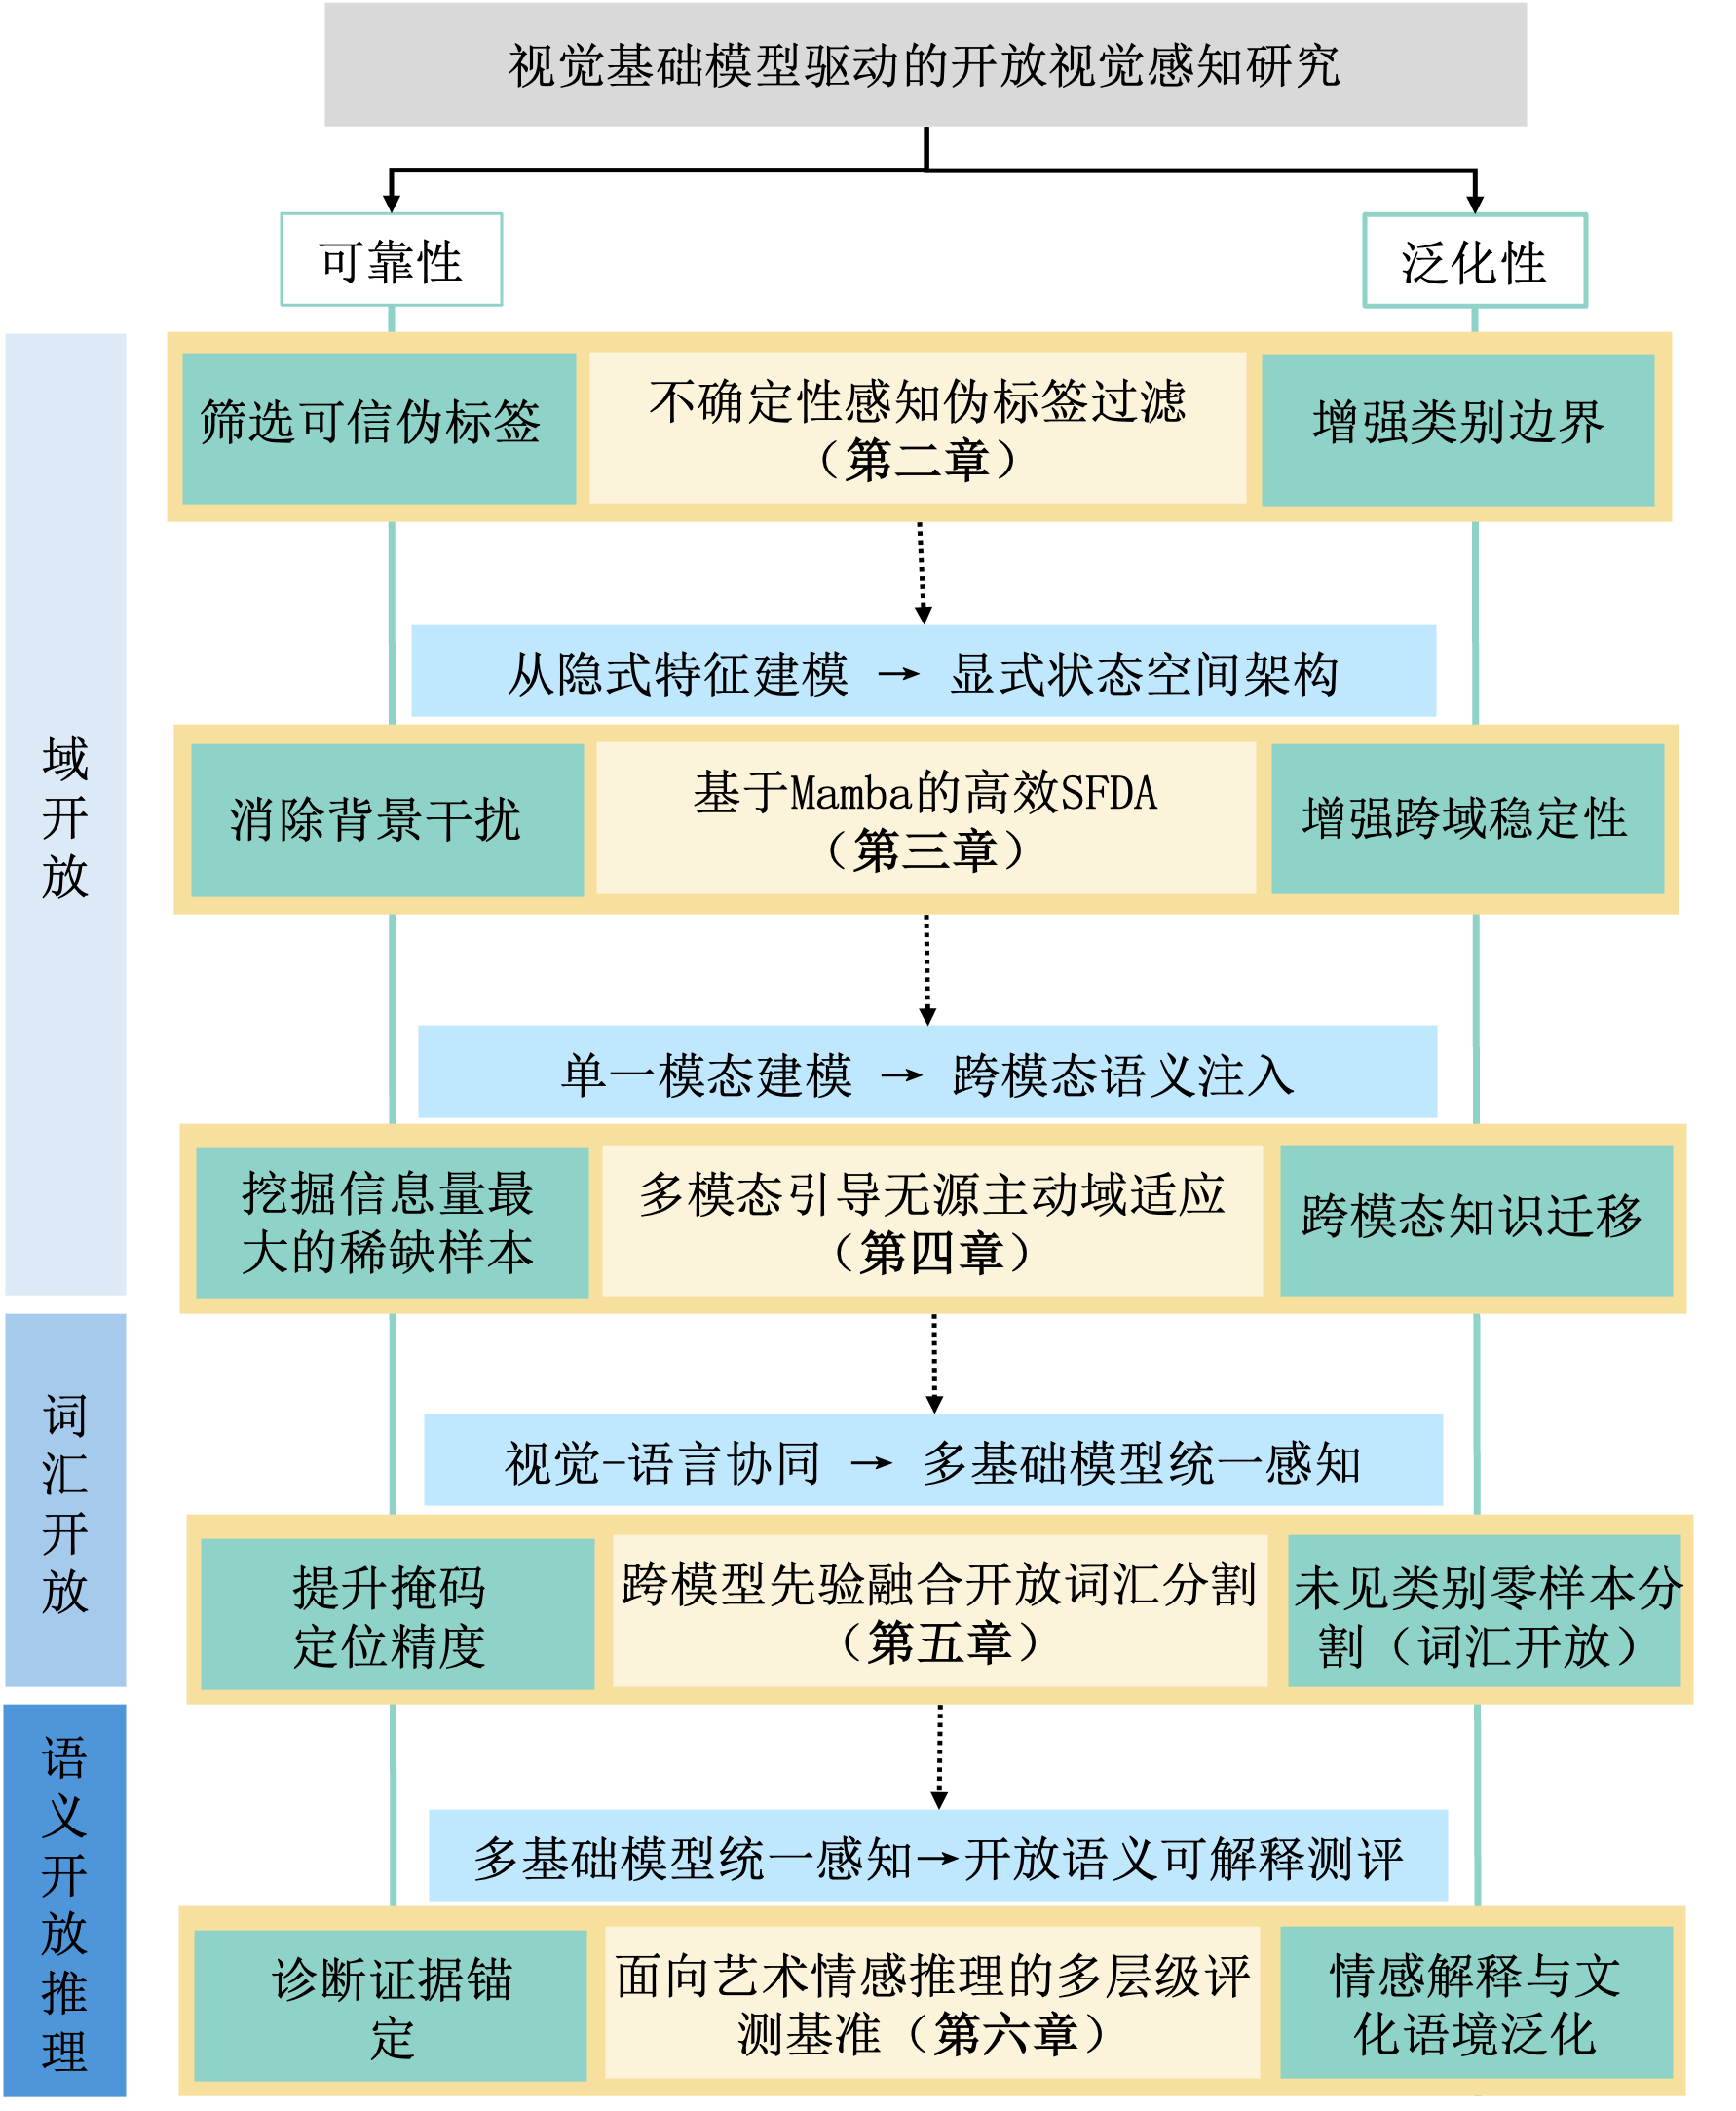 视觉基础模型驱动的开放视觉感知研究
可靠性
泛化性
域开放
筛选可信伪标签
不确定性感知伪标签过滤
（第二章）
增强类别边界
从隐式特征建模 → 显式状态空间架构
消除背景干扰
基于Mamba的高效SFDA
（第三章）
增强跨域稳定性
单一模态建模 → 跨模态语义注入
挖掘信息量最
大的稀缺样本
多模态引导无源主动域适应
（第四章）
跨模态知识迁移
词汇开放
视觉-语言协同 → 多基础模型统一感知
提升掩码
定位精度
跨模型先验融合开放词汇分割
（第五章）
未见类别零样本分
割（词汇开放）
语义开放推理
多基础模型统一感知→开放语义可解释测评
诊断证据锚
定
面向艺术情感推理的多层级评
测基准（第六章）
情感解释与文
化语境泛化